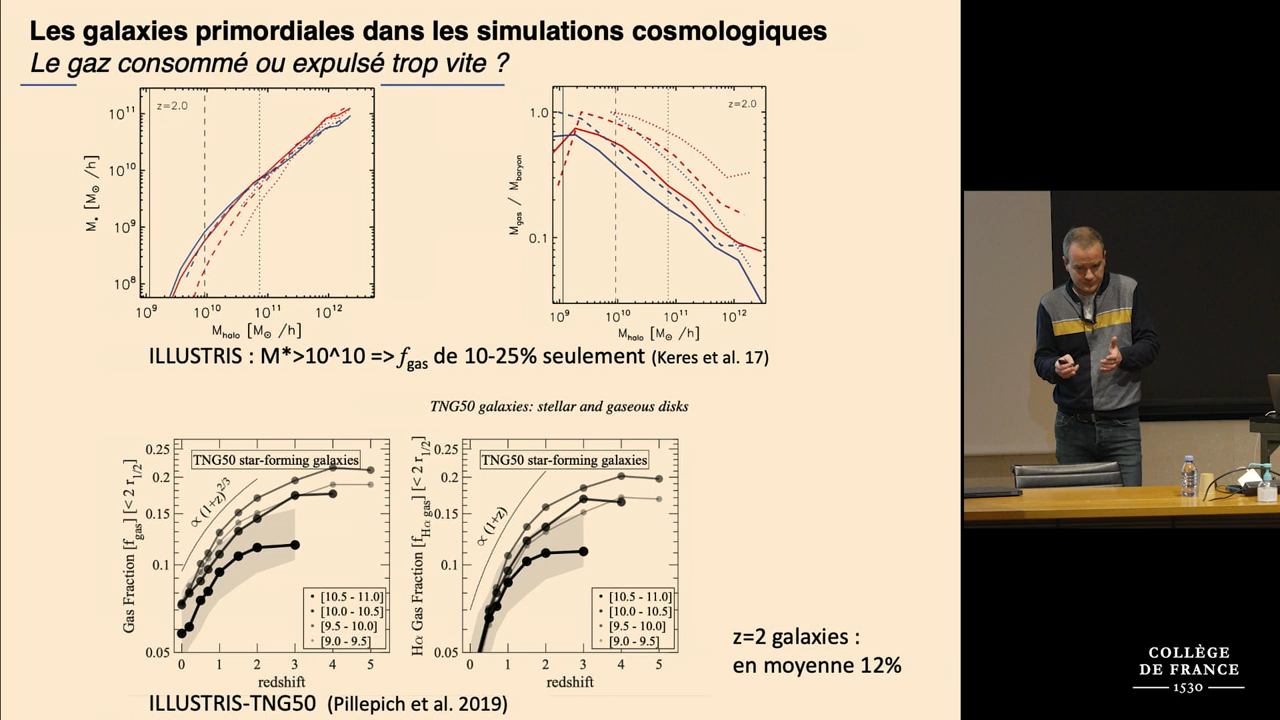 Les galaxies primordiales dans les simulations cosmologiques
Le gaz consommé ou expulsé trop vite ?
z=2.0
10^11
10^10
10^9
10^8
M* [M⊙ /h]
10^9 10^10 10^11 10^12
Mhalo [M⊙ /h]
z=2.0
1.0
0.1
Mgas / Mbaryon
10^9 10^10 10^11 10^12
Mhalo [M⊙ /h]
ILLUSTRIS : M*>10^10 => fgas de 10-25% seulement (Keres et al. 17)
TNG50 galaxies: stellar and gaseous disks
TNG50 star-forming galaxies
∝ (1+z)^2/3
0.25
0.2
0.15
0.1
0.05
Gas Fraction [fgas] [< 2 r1/2]
[10.5 - 11.0]
[10.0 - 10.5]
[9.5 - 10.0]
[9.0 - 9.5]
0 1 2 3 4 5
redshift
TNG50 star-forming galaxies
∝ (1+z)
0.25
0.2
0.15
0.1
0.05
Hα Gas Fraction [fHα gas] [< 2 r1/2]
[10.5 - 11.0]
[10.0 - 10.5]
[9.5 - 10.0]
[9.0 - 9.5]
0 1 2 3 4 5
redshift
z=2 galaxies :
en moyenne 12%
ILLUSTRIS-TNG50 (Pillepich et al. 2019)
COLLÈGE
DE FRANCE
1530